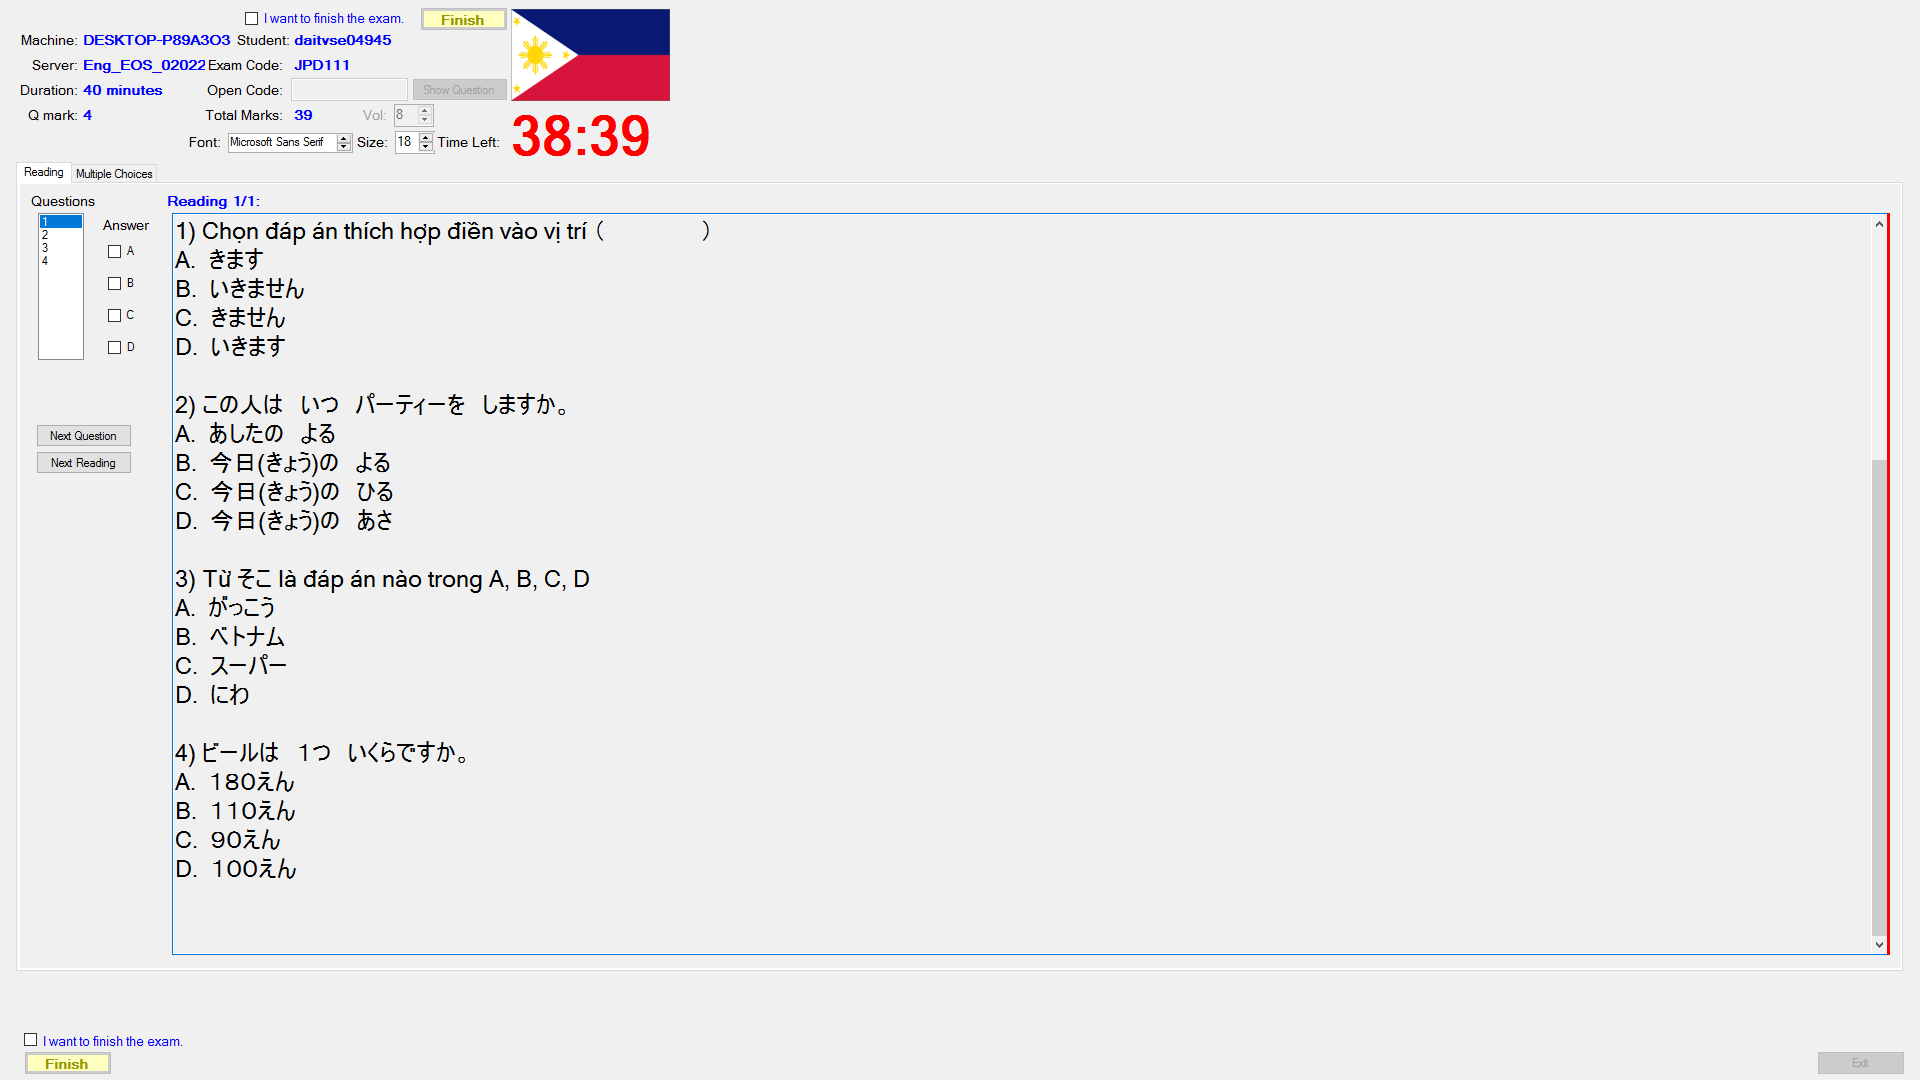 I want to finish the exam.
Finish
Machine: DESKTOP-P89A3O3 Student: daitvse04945
Server: Eng_EOS_02022 Exam Code: JPD111
Duration: 40 minutes Open Code: Show Question
Q mark: 4 Total Marks: 39 Vol: 8
Font: Microsoft Sans Serif Size: 18 Time Left: 38:39
Reading Multiple Choices
Questions
1
2
3
4
Answer
A
B
C
D
Next Question
Next Reading
Reading 1/1:
1) Chọn đáp án thích hợp điền vào vị trí （　　　　）
A. きます
B. いきません
C. きません
D. いきます
2) この人は　いつ　パーティーを　しますか。
A. あしたの　よる
B. 今日(きょう)の　よる
C. 今日(きょう)の　ひる
D. 今日(きょう)の　あさ
3) Từ そこ là đáp án nào trong A, B, C, D
A. がっこう
B. ベトナム
C. スーパー
D. にわ
4) ビールは　１つ　いくらですか。
A. １８０えん
B. １１０えん
C. ９０えん
D. １００えん
I want to finish the exam.
Finish
Exit